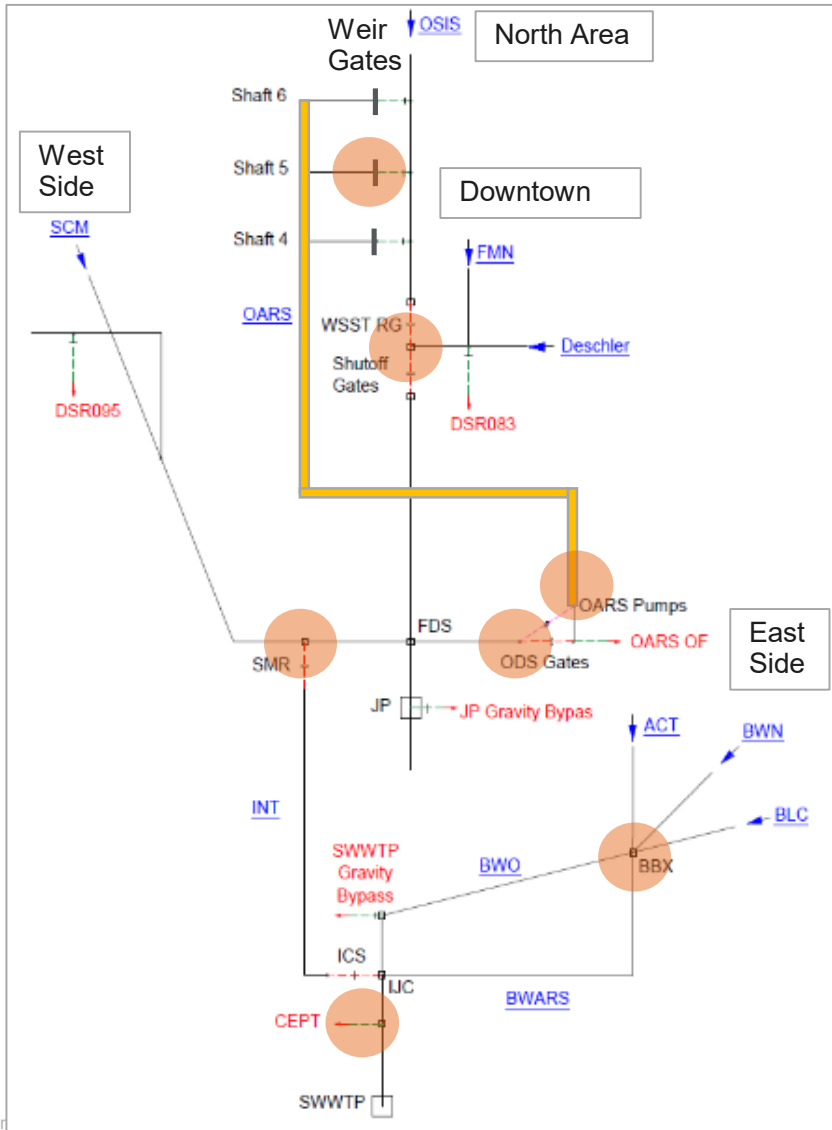 Weir
Gates
OSIS
North Area
Shaft 6
West
Side
Shaft 5
Downtown
SCM
Shaft 4
FMN
OARS
WSST RG
Deschler
Shutoff
Gates
DSR095
DSR083
OARS Pumps
FDS
East
Side
OARS OF
SMR
ODS Gates
JP
JP Gravity Bypas
ACT
BWN
INT
BLC
SWWTP
Gravity
Bypass
BWO
BBX
ICS
IJC
BWARS
CEPT
SWWTP